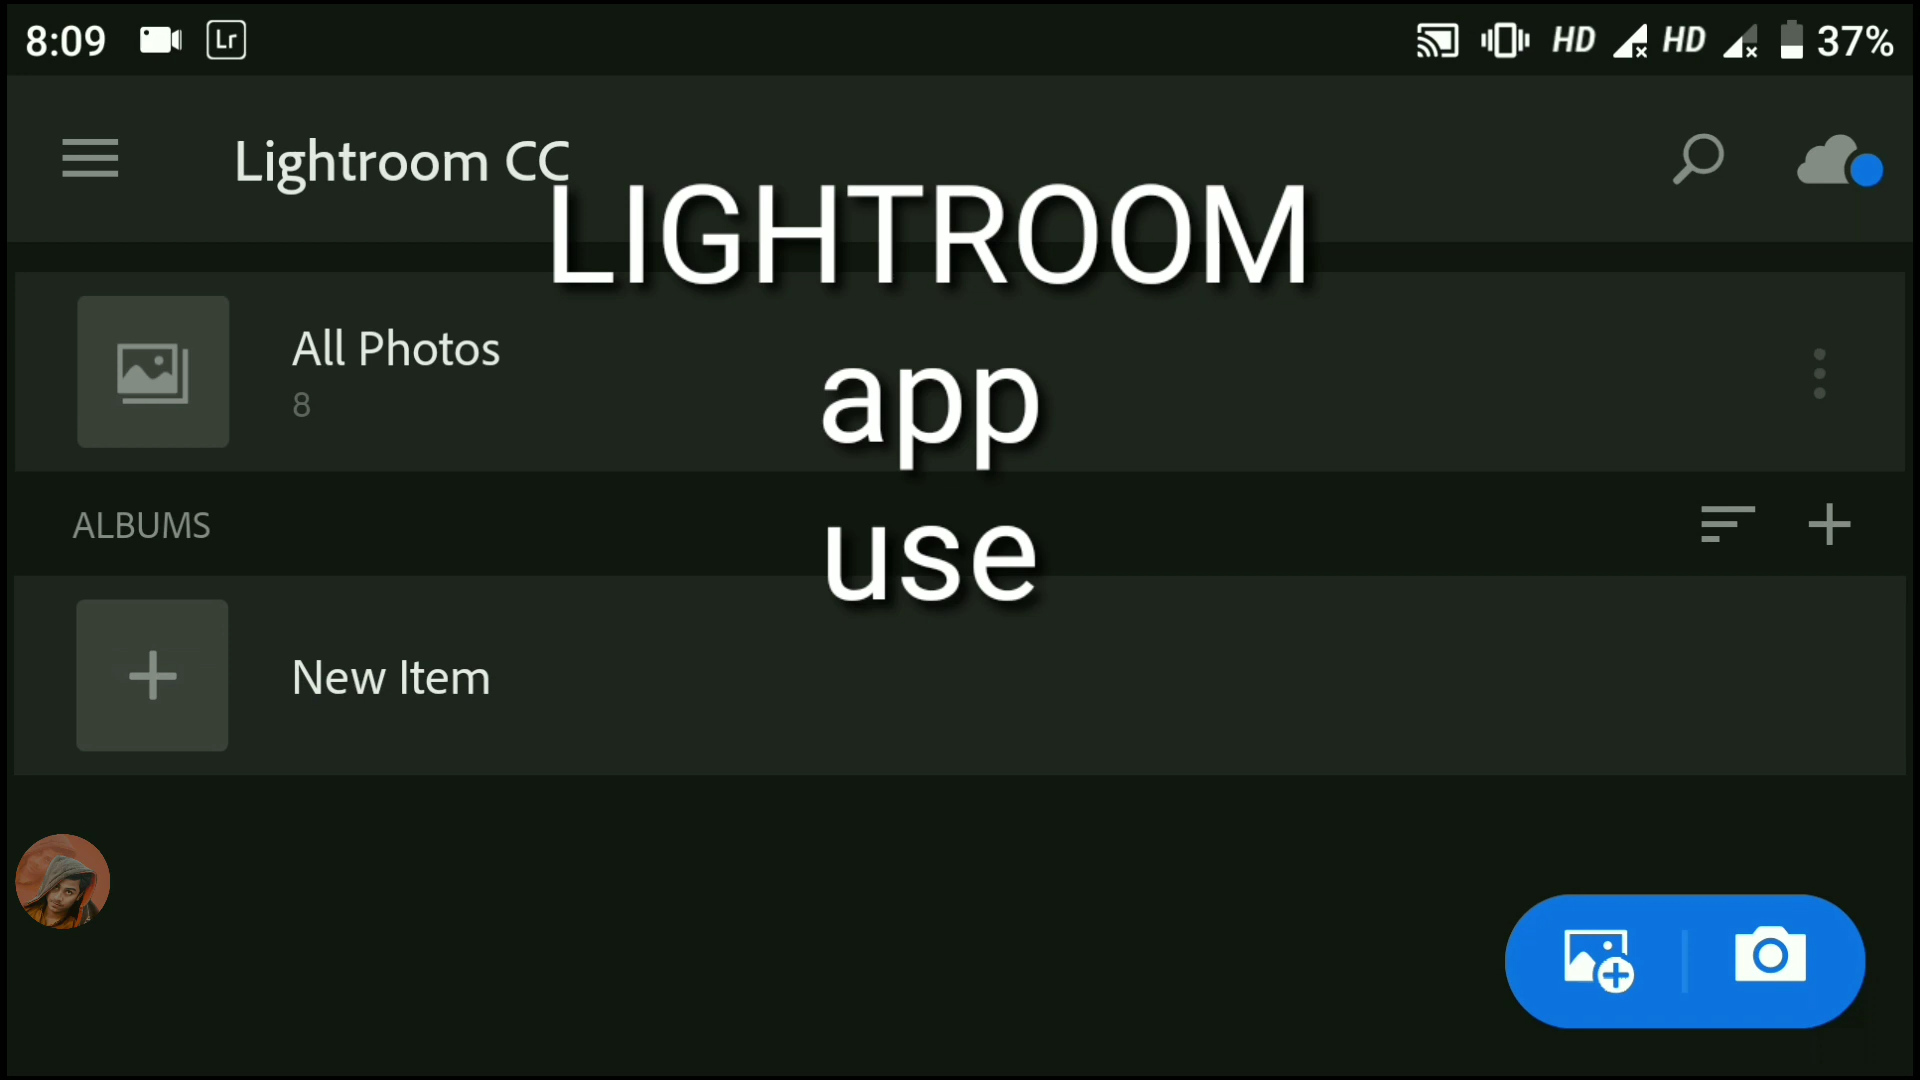 8:09 Lr HD HD 37%
Lightroom CC
LIGHTROOM
app
use
All Photos
8
ALBUMS
New Item